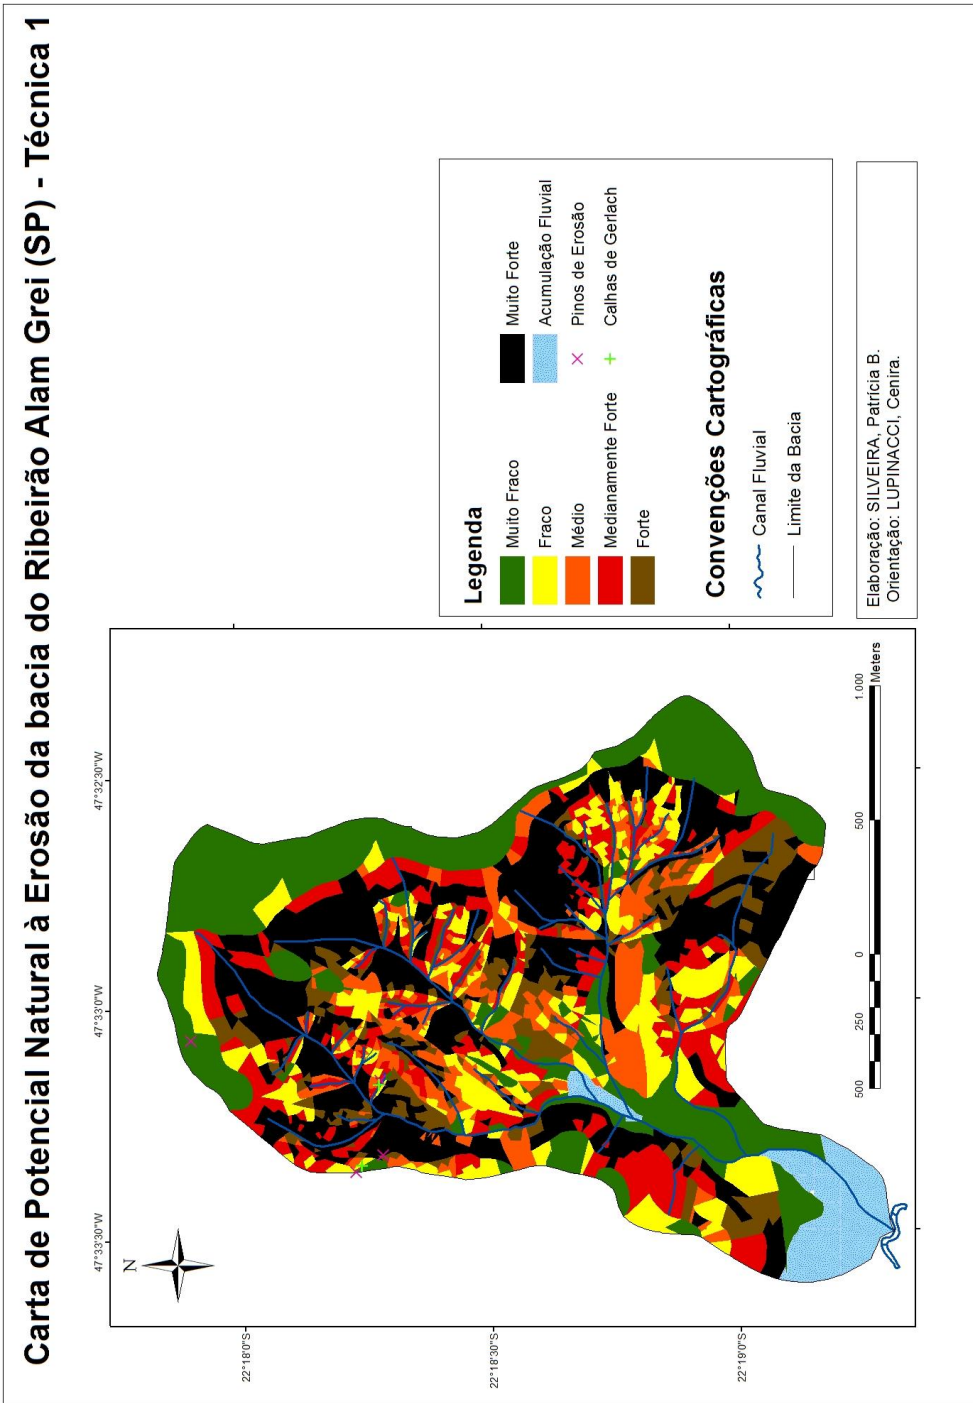 Carta de Potencial Natural à Erosão da bacia do Ribeirão Alam Grei (SP) - Técnica 1
47°33'30"W
47°33'0"W
47°32'30"W
N
22°18'0"S
22°18'30"S
22°19'0"S
500
250
0
500
1.000
Meters
Legenda
Muito Fraco
Fraco
Médio
Medianamente Forte
Forte
Muito Forte
Acumulação Fluvial
Pinos de Erosão
Calhas de Gerlach
Convenções Cartográficas
Canal Fluvial
Limite da Bacia
Elaboração: SILVEIRA, Patrícia B.
Orientação: LUPINACCI, Cenira.